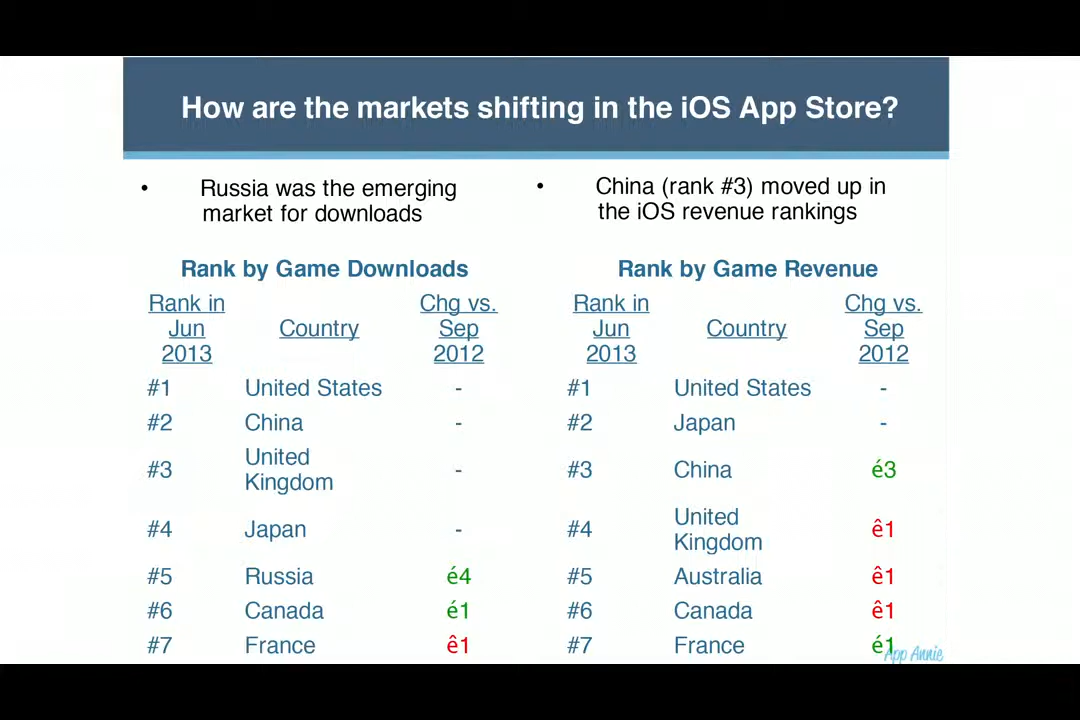 How are the markets shifting in the iOS App Store?
• Russia was the emerging
market for downloads
• China (rank #3) moved up in
the iOS revenue rankings
Rank by Game Downloads
Rank in Jun 2013 Country Chg vs. Sep 2012
#1 United States -
#2 China -
#3 United Kingdom -
#4 Japan -
#5 Russia é4
#6 Canada é1
#7 France ê1
Rank by Game Revenue
Rank in Jun 2013 Country Chg vs. Sep 2012
#1 United States -
#2 Japan -
#3 China é3
#4 United Kingdom ê1
#5 Australia ê1
#6 Canada ê1
#7 France é1
App Annie